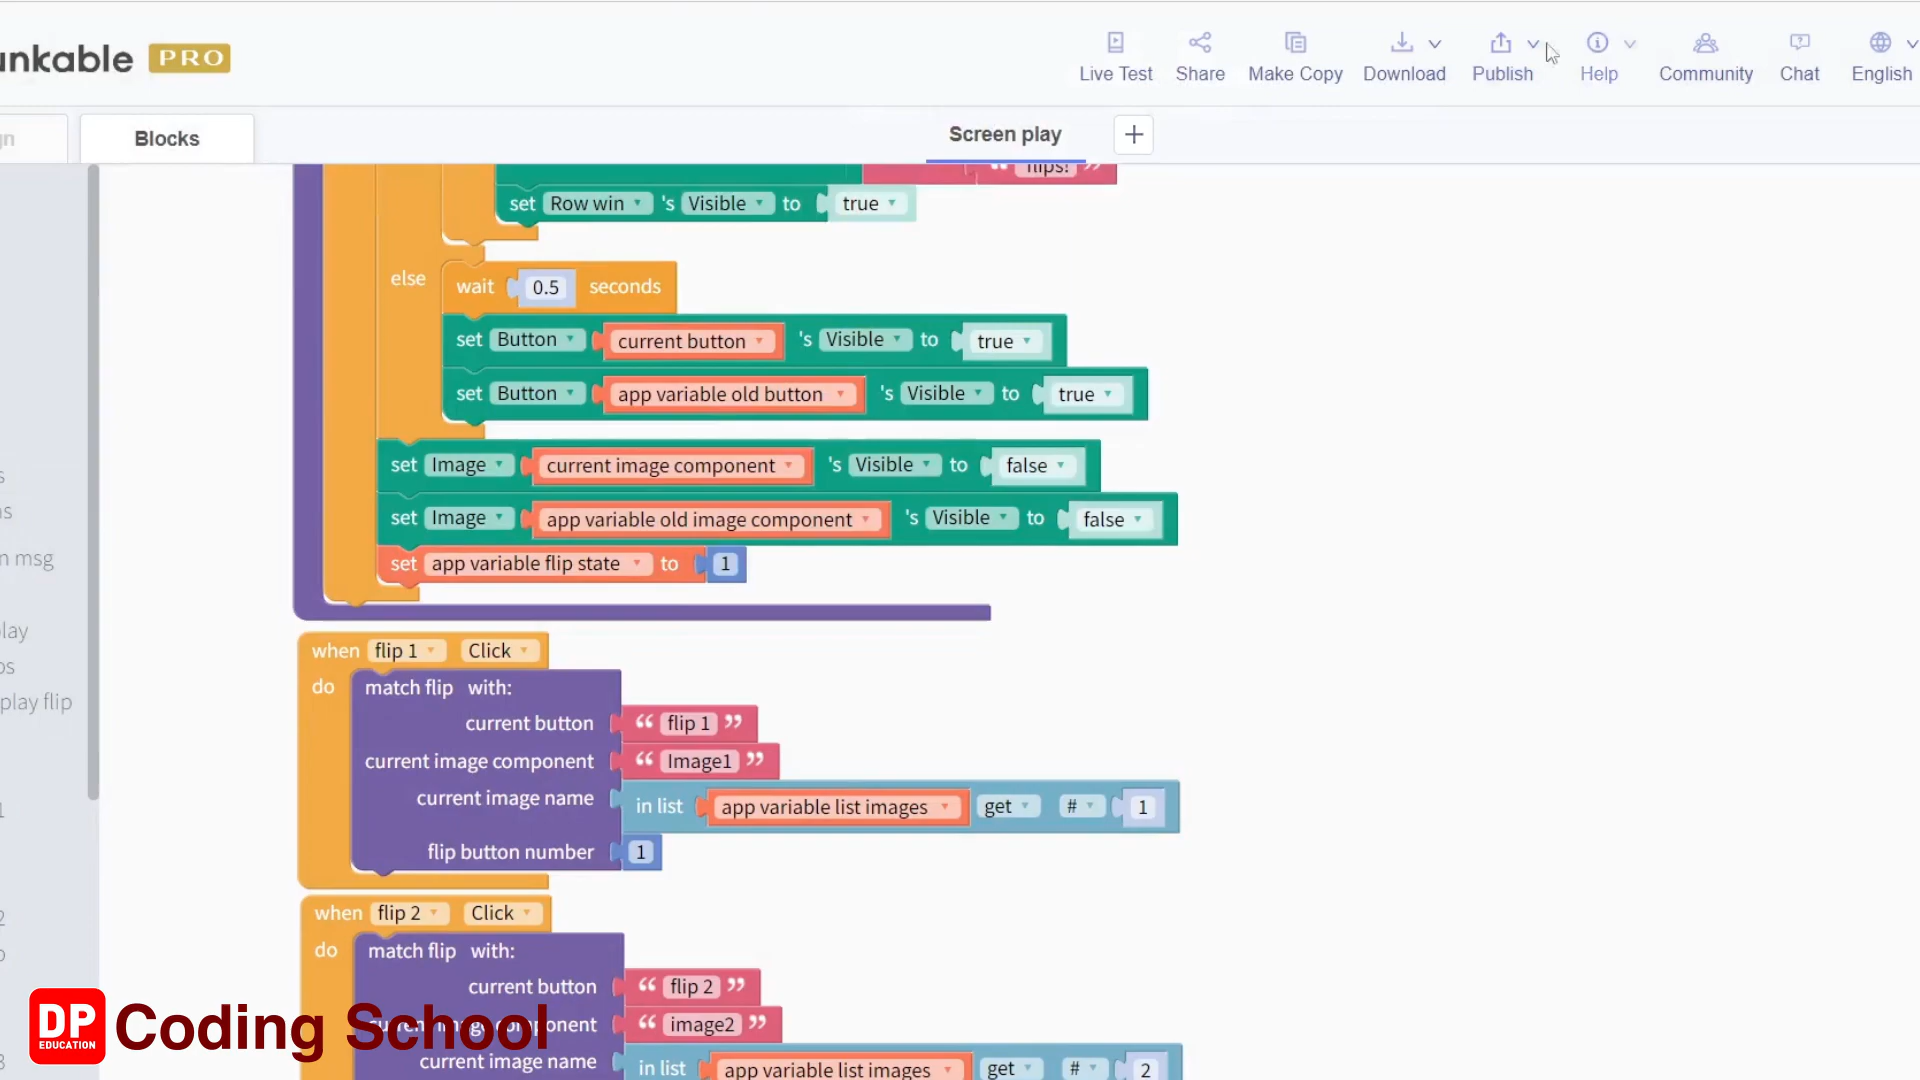 unkable PRO
Live Test Share Make Copy Download Publish Help Community Chat English
Blocks
Screen play +
“ flips! ”
set Row win 's Visible to true
else wait 0.5 seconds
set Button current button 's Visible to true
set Button app variable old button 's Visible to true
set Image current image component 's Visible to false
set Image app variable old image component 's Visible to false
set app variable flip state to 1
when flip 1 Click
do match flip with:
current button “ flip 1 ”
current image component “ Image1 ”
current image name in list app variable list images get # 1
flip button number 1
when flip 2 Click
do match flip with:
current button “ flip 2 ”
current image component “ image2 ”
current image name in list app variable list images get # 2
n msg
lay
play flip
DP EDUCATION Coding School